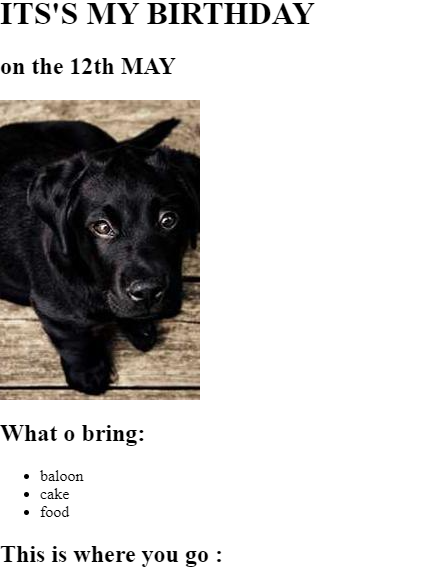 ITS'S MY BIRTHDAY
on the 12th MAY
What o bring:
baloon
cake
food
This is where you go :